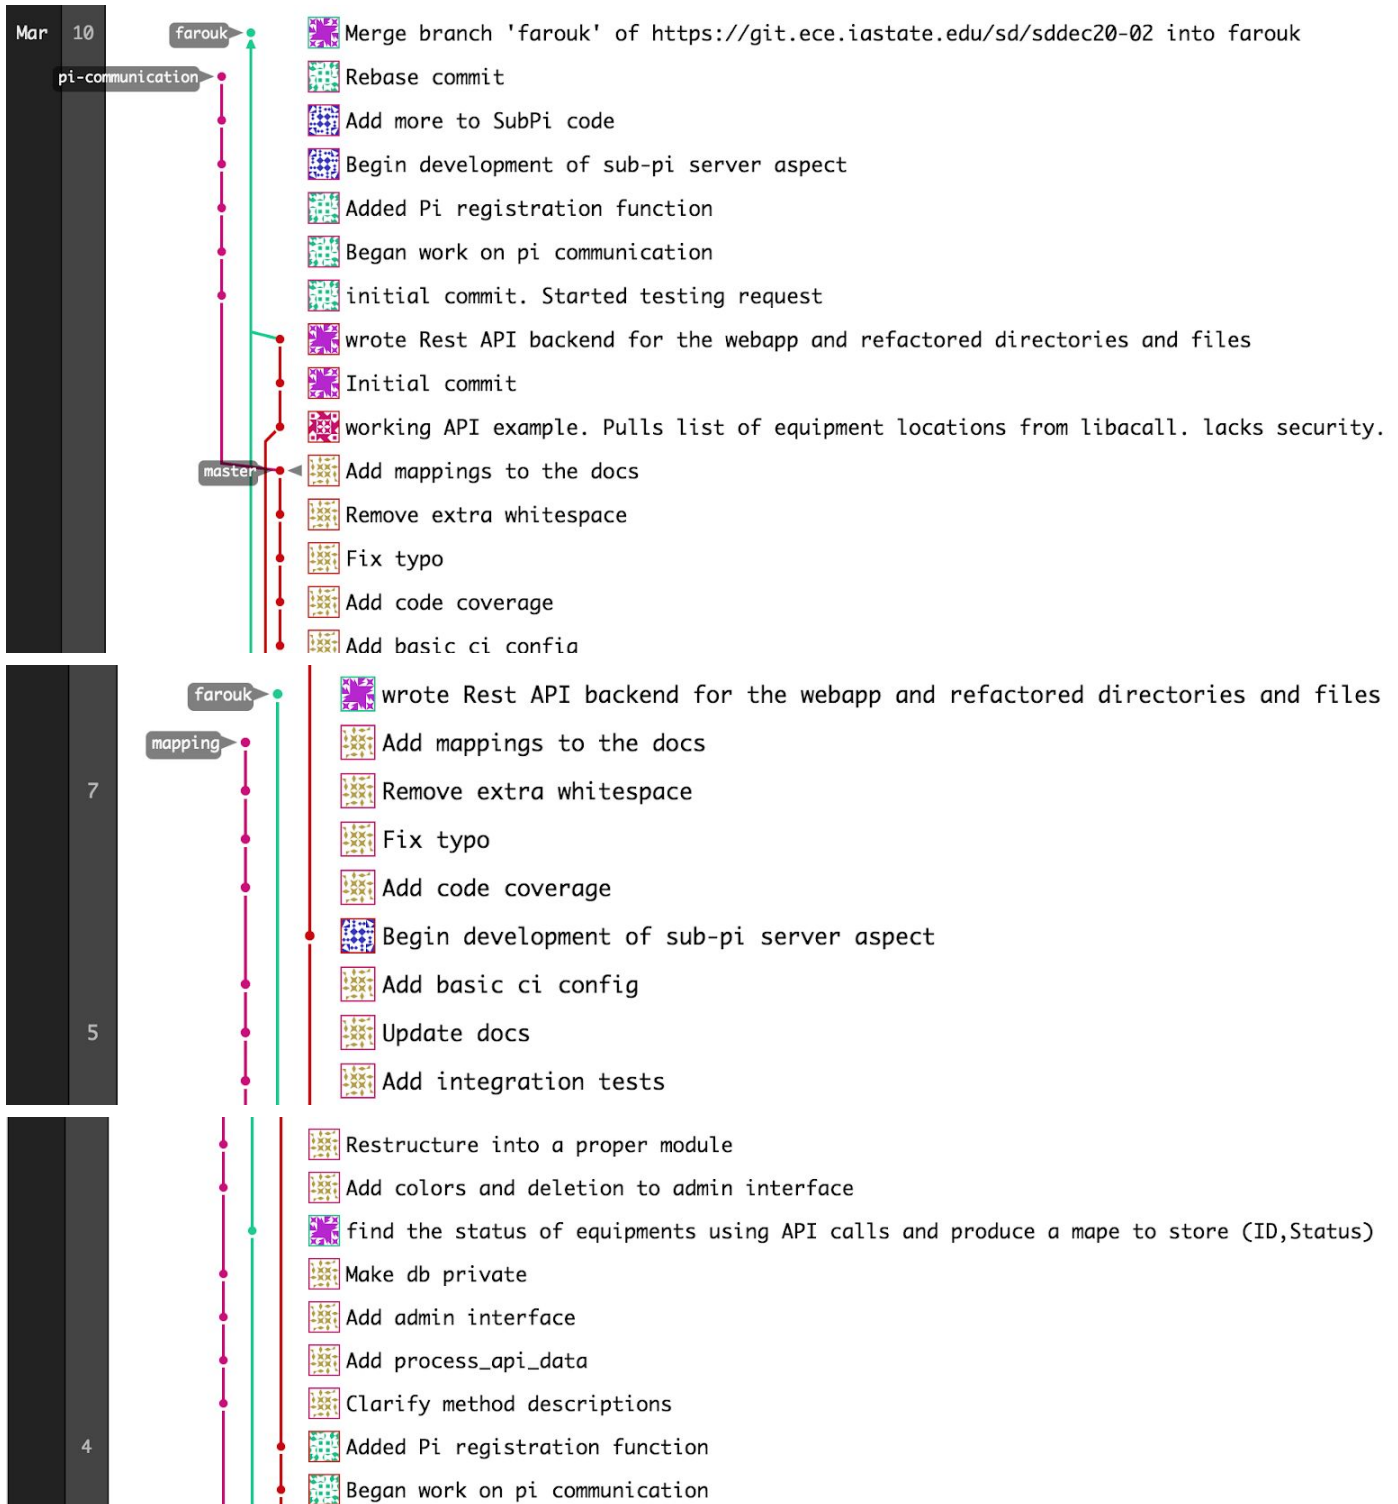 Mar 10 farouk Merge branch 'farouk' of https://git.ece.iastate.edu/sd/sddec20-02 into farouk
pi-communication Rebase commit
Add more to SubPi code
Begin development of sub-pi server aspect
Added Pi registration function
Began work on pi communication
initial commit. Started testing request
wrote Rest API backend for the webapp and refactored directories and files
Initial commit
working API example. Pulls list of equipment locations from libacall. lacks security.
master Add mappings to the docs
Remove extra whitespace
Fix typo
Add code coverage
Add basic ci config
farouk wrote Rest API backend for the webapp and refactored directories and files
mapping Add mappings to the docs
7 Remove extra whitespace
Fix typo
Add code coverage
Begin development of sub-pi server aspect
Add basic ci config
5 Update docs
Add integration tests
Restructure into a proper module
Add colors and deletion to admin interface
find the status of equipments using API calls and produce a mape to store (ID,Status)
Make db private
Add admin interface
Add process_api_data
Clarify method descriptions
4 Added Pi registration function
Began work on pi communication